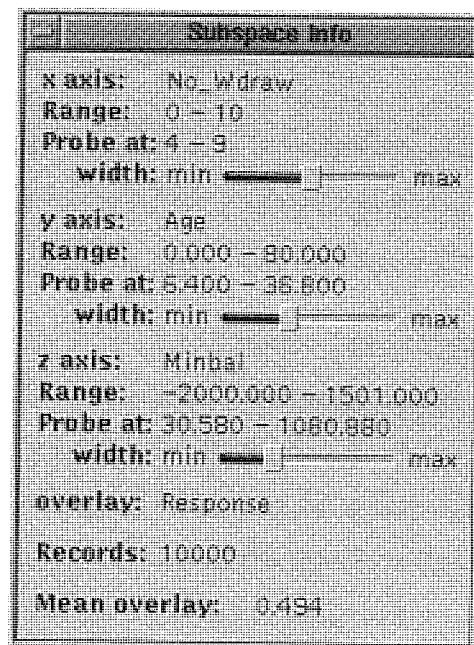 Subspace Info
x axis: No_Wdraw
Range: 0 – 10
Probe at: 4 – 9
width: min max
y axis: Age
Range: 0.000 – 80.000
Probe at: 6.400 – 36.800
width: min max
z axis: Minbal
Range: –2000.000 – 1501.000
Probe at: 30.580 – 1080.880
width: min max
overlay: Response
Records: 10000
Mean overlay: 0.494